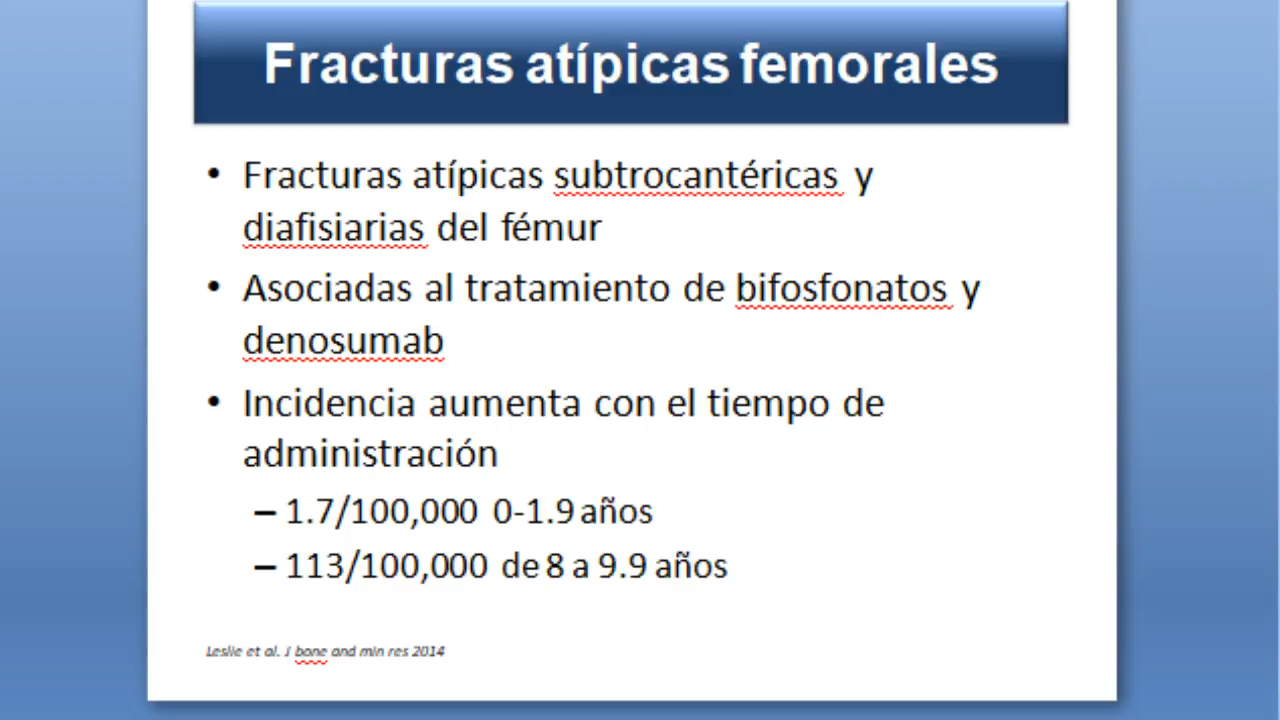 Fracturas atípicas femorales
• Fracturas atípicas subtrocantéricas y
diafisiarias del fémur
• Asociadas al tratamiento de bifosfonatos y
denosumab
• Incidencia aumenta con el tiempo de
administración
– 1.7/100,000 0-1.9 años
– 113/100,000 de 8 a 9.9 años
Leslie et al. J bone and min res 2014